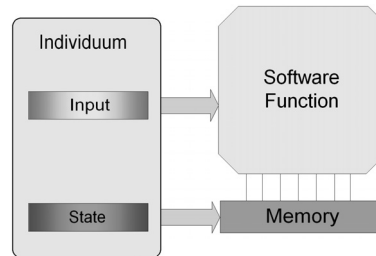 Individuum
Input
State
Software
Function
Memory